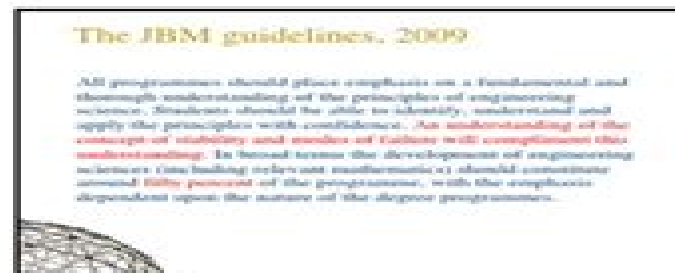 The JBM guidelines, 2009
All programmes should place emphasis on a fundamental and
thorough understanding of the principles of engineering
science. Students should be able to identify, understand and
apply the principles with confidence. An understanding of the
concept of stability and modes of failure will compliment this
understanding. In broad terms the development of engineering
sciences (including relevant mathematics) should constitute
around fifty percent of the programme, with the emphasis
dependent upon the nature of the degree programmes.